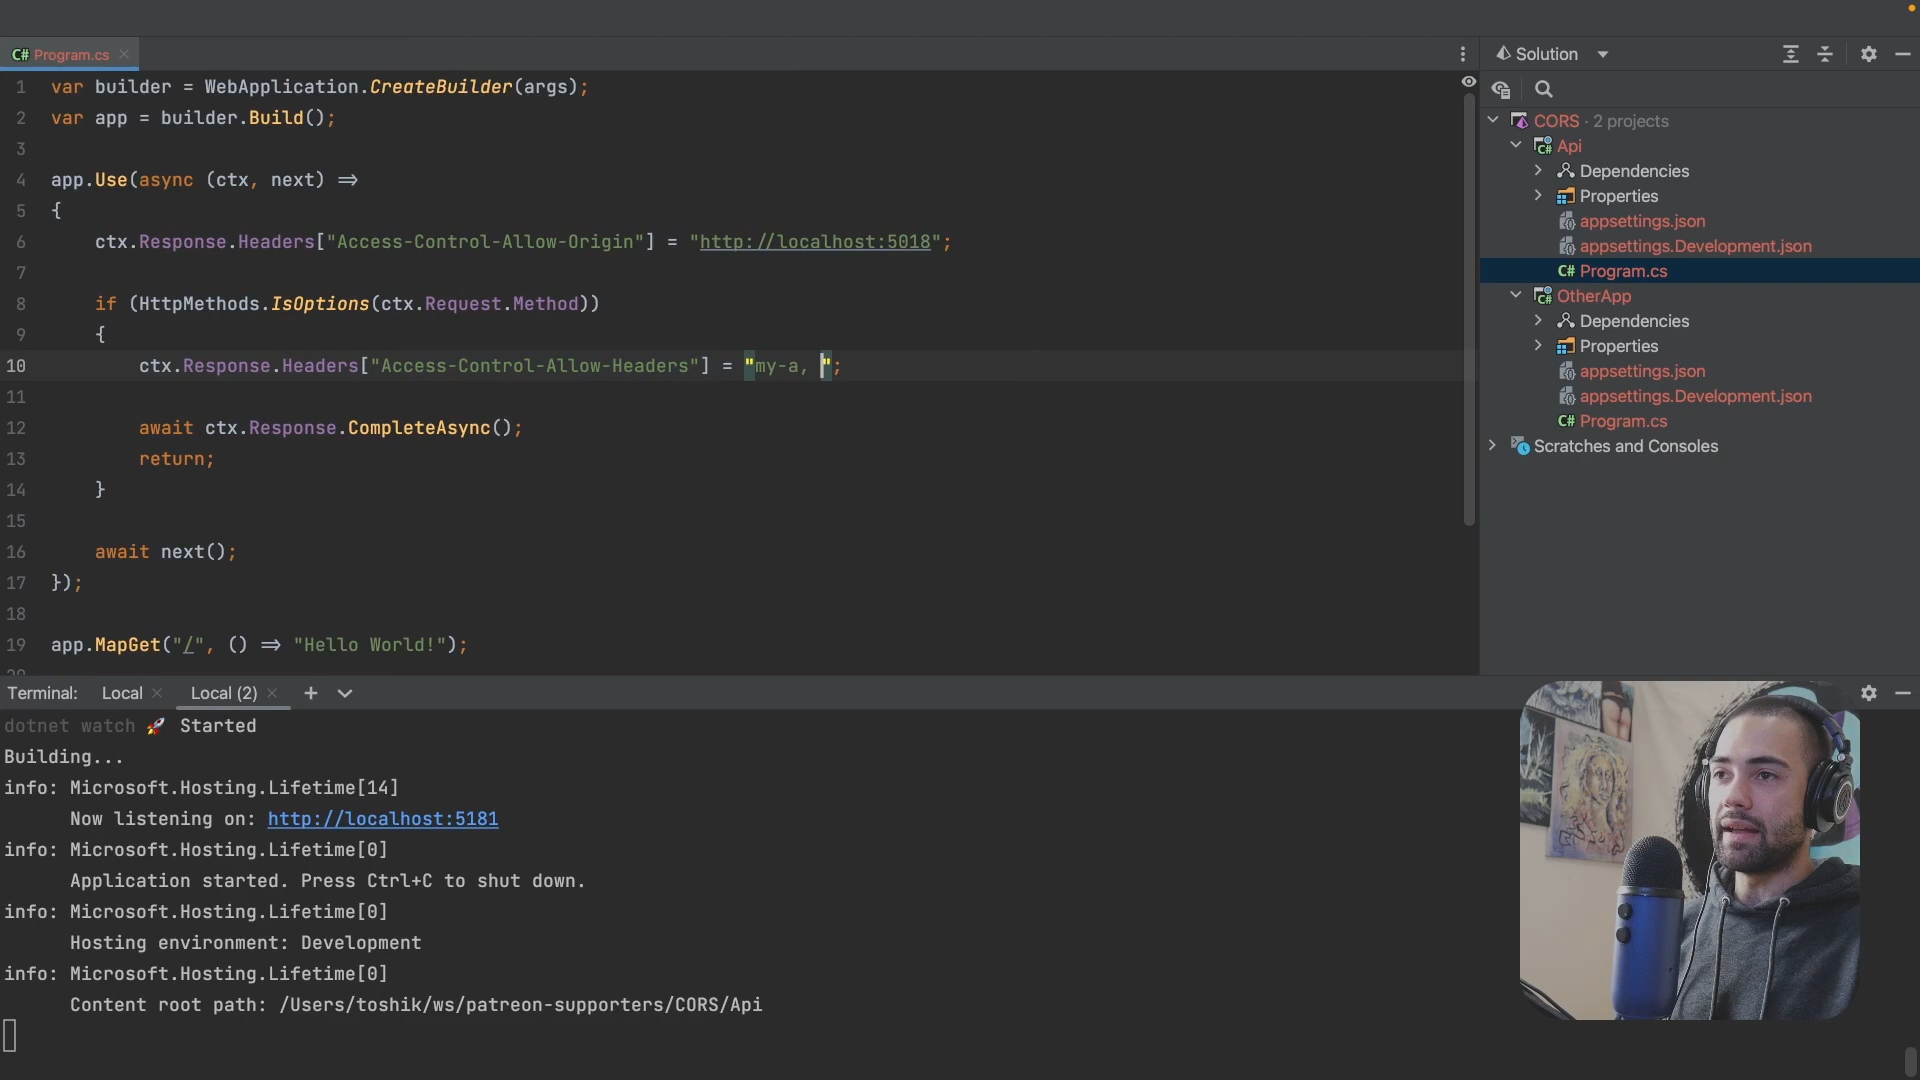 C# Program.cs
1 var builder = WebApplication.CreateBuilder(args);
2 var app = builder.Build();
3
4 app.Use(async (ctx, next) =>
5 {
6 ctx.Response.Headers["Access-Control-Allow-Origin"] = "http://localhost:5018";
7
8 if (HttpMethods.IsOptions(ctx.Request.Method))
9 {
10 ctx.Response.Headers["Access-Control-Allow-Headers"] = "my-a, ";
11
12 await ctx.Response.CompleteAsync();
13 return;
14 }
15
16 await next();
17 });
18
19 app.MapGet("/", () => "Hello World!");
Solution
CORS · 2 projects
C# Api
Dependencies
Properties
appsettings.json
appsettings.Development.json
C# Program.cs
C# OtherApp
Dependencies
Properties
appsettings.json
appsettings.Development.json
C# Program.cs
Scratches and Consoles
Terminal: Local Local (2)
dotnet watch 🚀 Started
Building...
info: Microsoft.Hosting.Lifetime[14]
Now listening on: http://localhost:5181
info: Microsoft.Hosting.Lifetime[0]
Application started. Press Ctrl+C to shut down.
info: Microsoft.Hosting.Lifetime[0]
Hosting environment: Development
info: Microsoft.Hosting.Lifetime[0]
Content root path: /Users/toshik/ws/patreon-supporters/CORS/Api